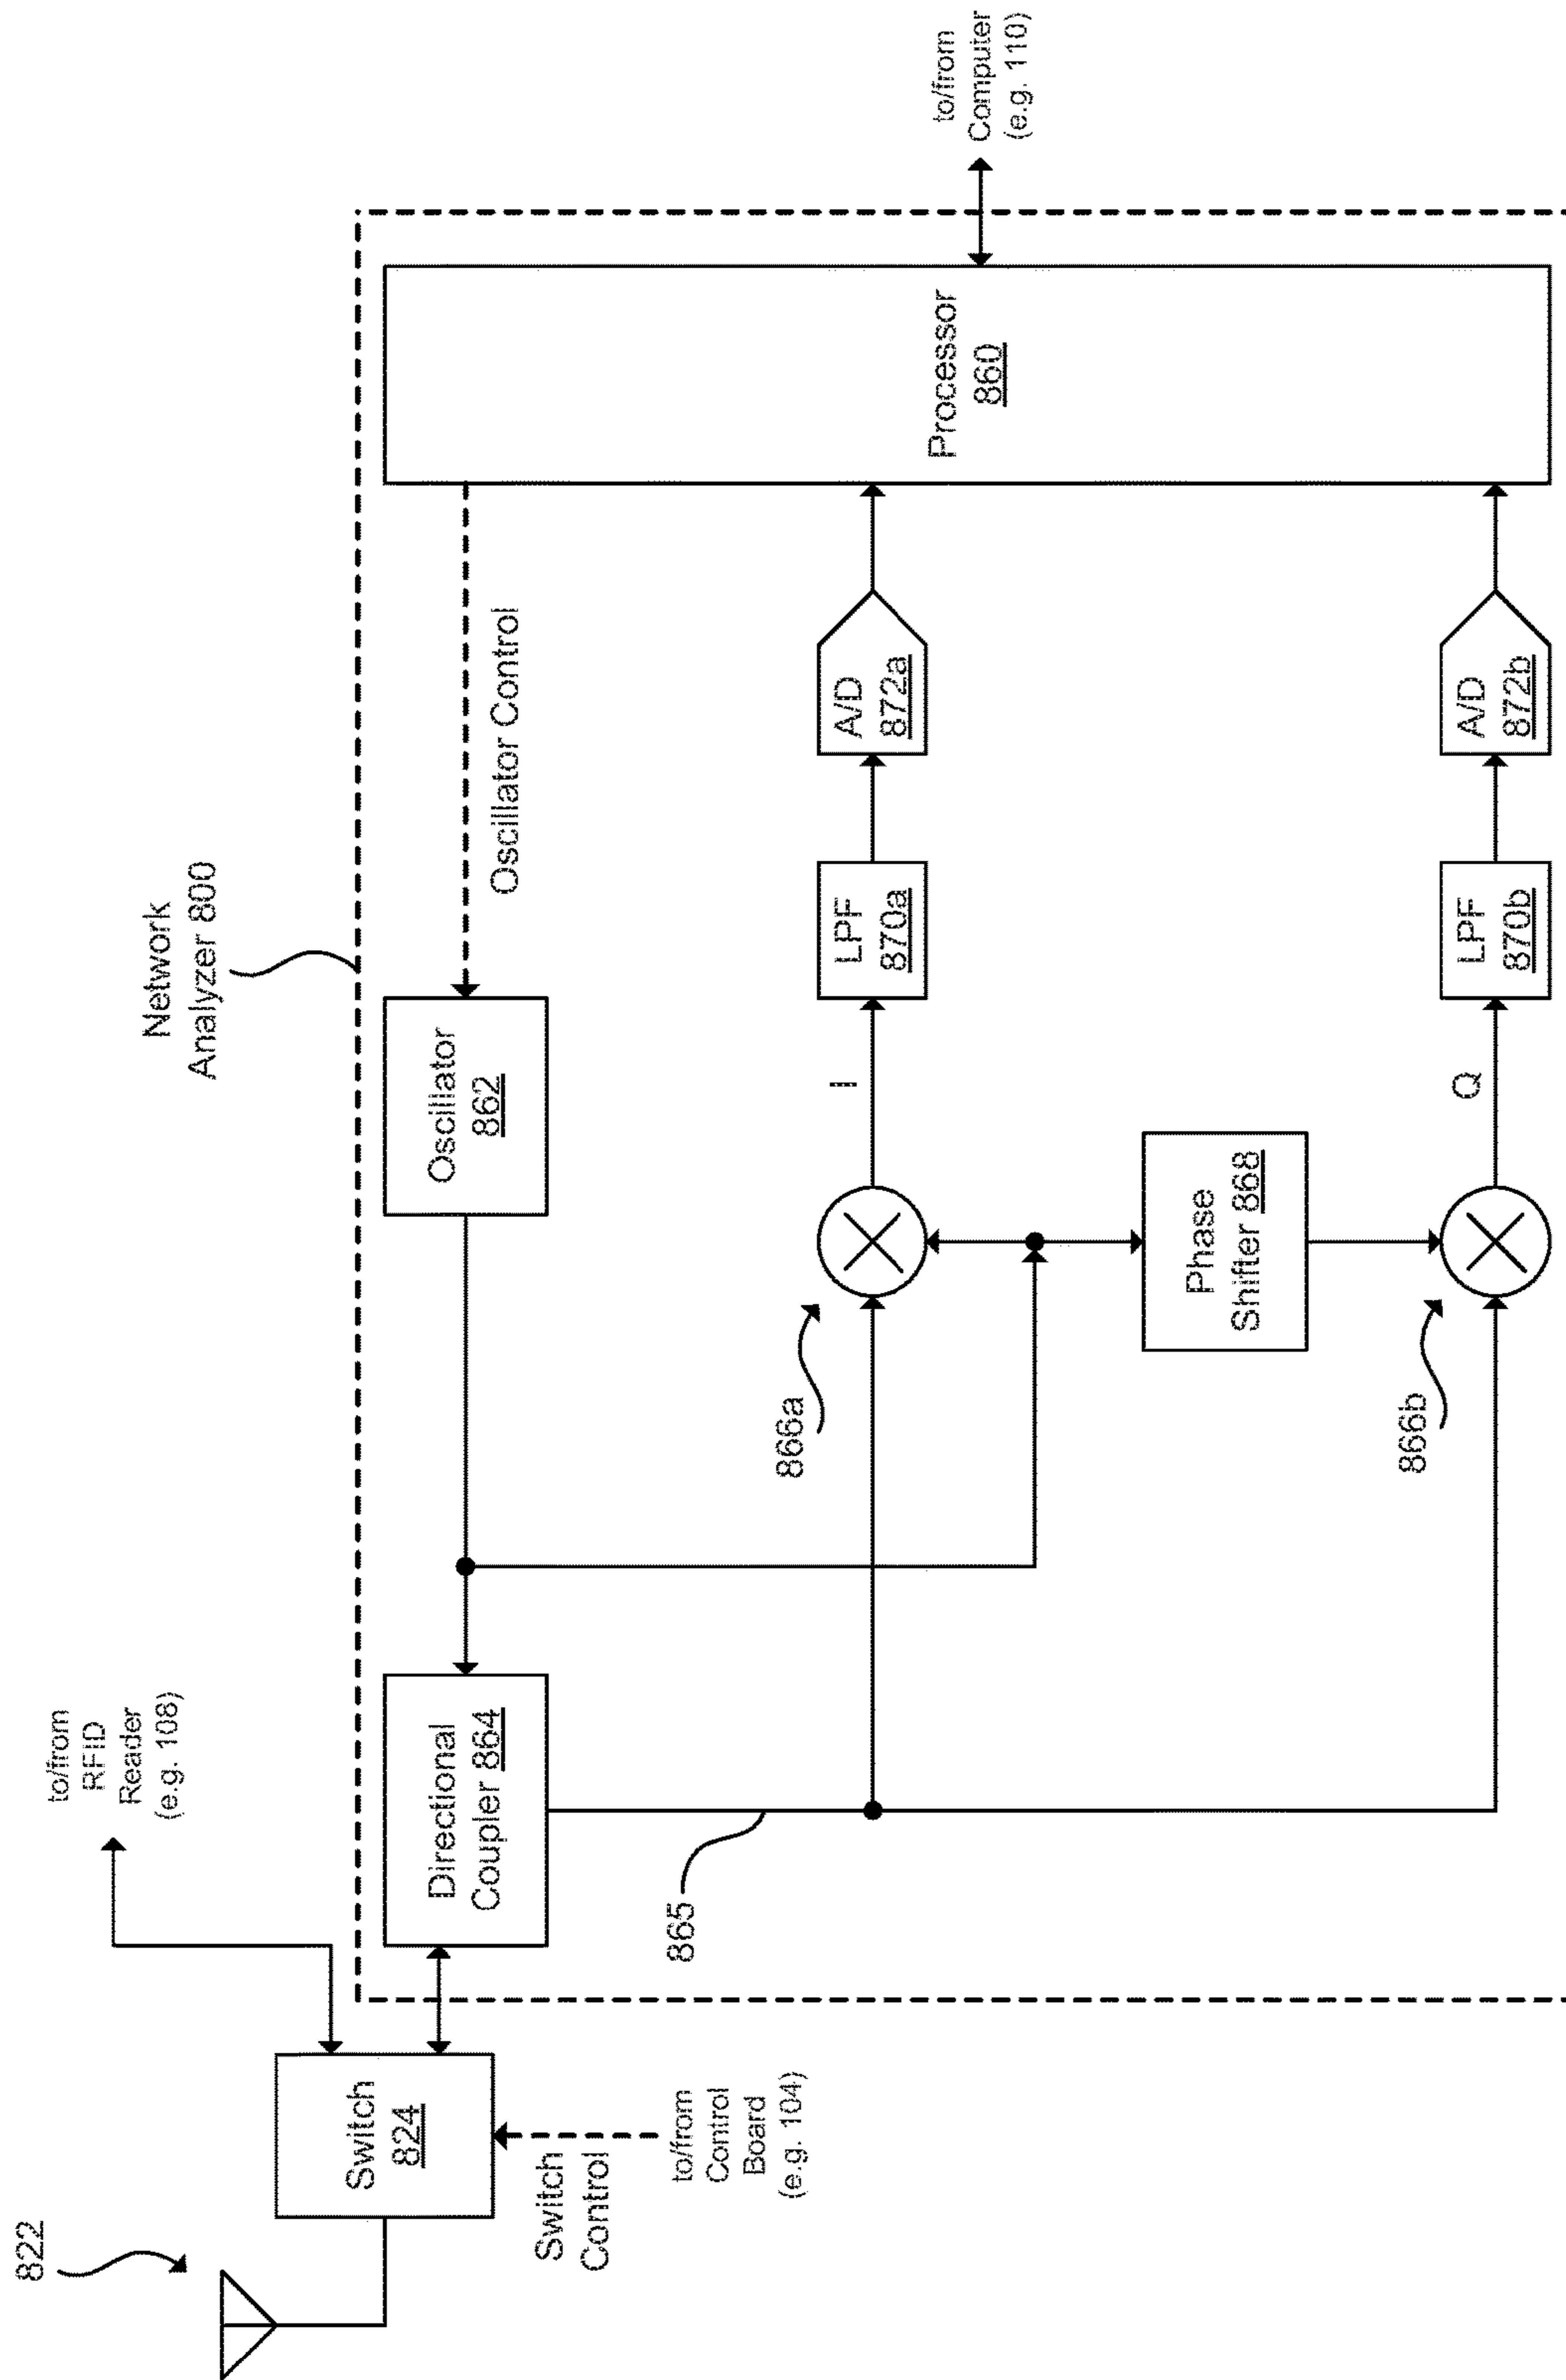 822
Switch
824
Switch
Control
to/from
Control
Board
(e.g. 104)
to/from
RFID
Reader
(e.g. 108)
Network
Analyzer 800
Directional
Coupler 864
865
Oscillator
862
Oscillator Control
866a
I
LPF
870a
A/D
872a
Phase
Shifter 868
866b
Q
LPF
870b
A/D
872b
Processor
860
to/from
Computer
(e.g. 110)